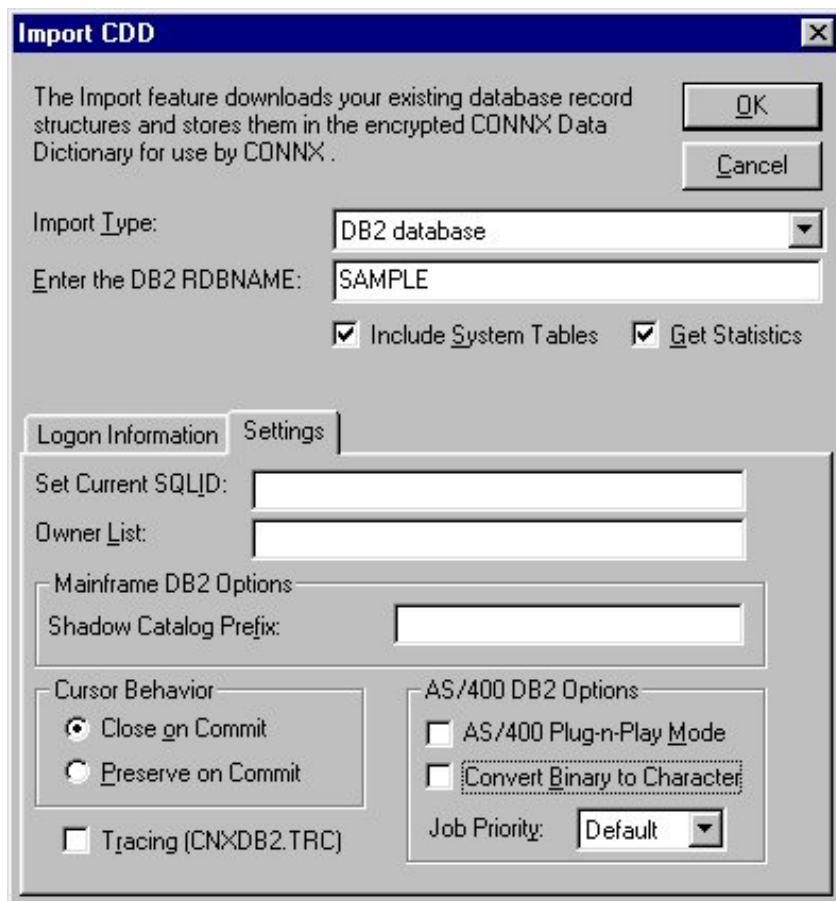 Import CDD
The Import feature downloads your existing database record
structures and stores them in the encrypted CONNX Data
Dictionary for use by CONNX .
OK
Cancel
Import Type:
DB2 database
Enter the DB2 RDBNAME:
SAMPLE
Include System Tables
Get Statistics
Logon Information
Settings
Set Current SQLID:
Owner List:
Mainframe DB2 Options
Shadow Catalog Prefix:
Cursor Behavior
Close on Commit
Preserve on Commit
Tracing (CNXDB2.TRC)
AS/400 DB2 Options
AS/400 Plug-n-Play Mode
Convert Binary to Character
Job Priority:
Default